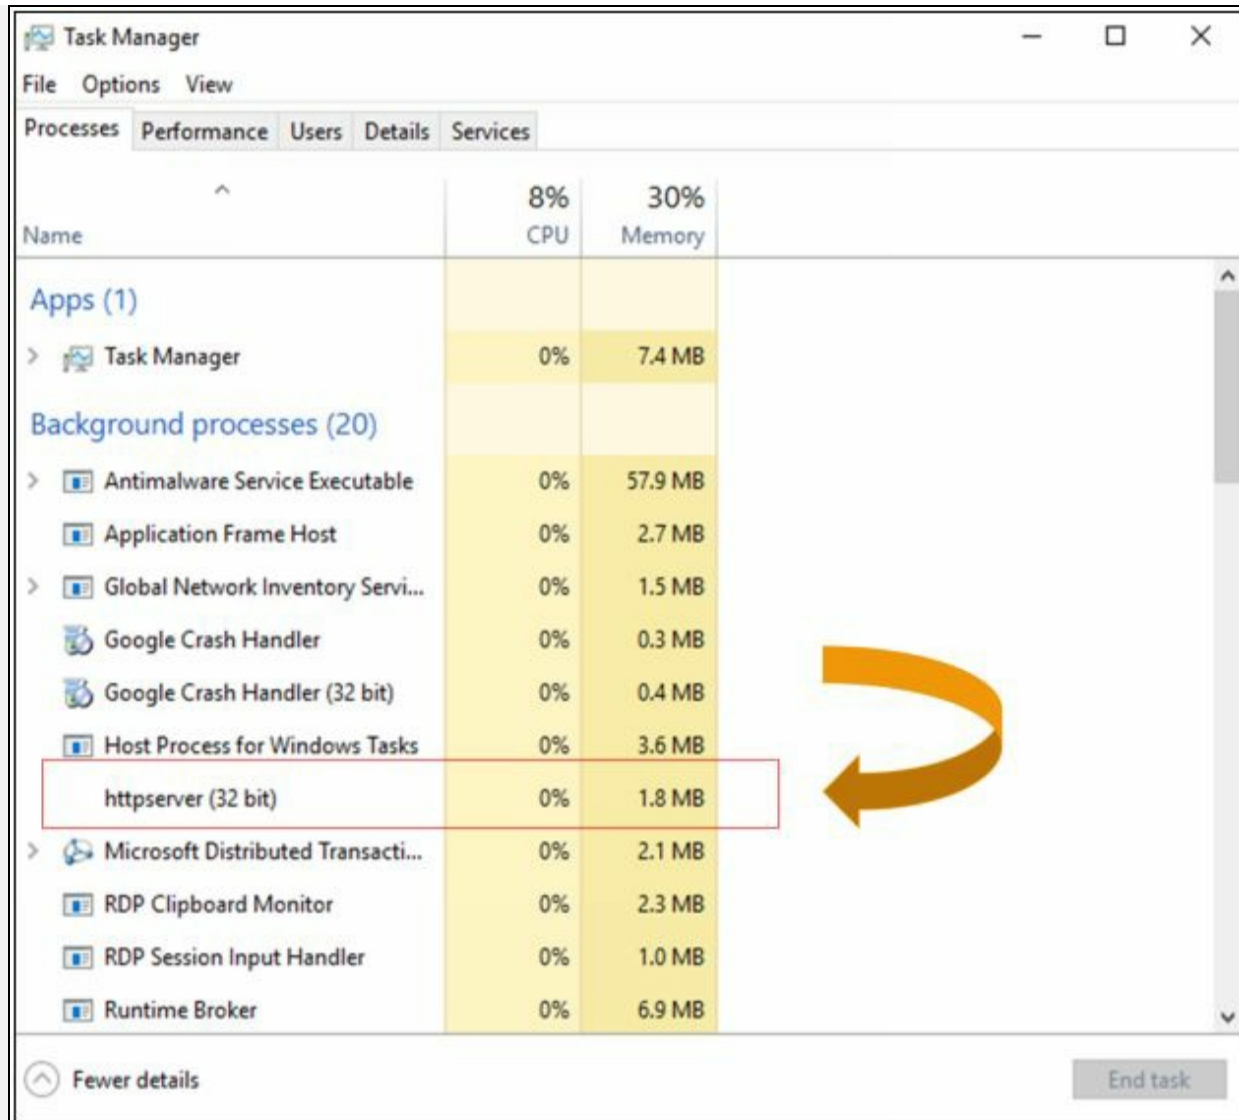 Task Manager
File Options View
Processes Performance Users Details Services
8% 30%
Name CPU Memory
Apps (1)
Task Manager 0% 7.4 MB
Background processes (20)
Antimalware Service Executable 0% 57.9 MB
Application Frame Host 0% 2.7 MB
Global Network Inventory Servi... 0% 1.5 MB
Google Crash Handler 0% 0.3 MB
Google Crash Handler (32 bit) 0% 0.4 MB
Host Process for Windows Tasks 0% 3.6 MB
httpserver (32 bit) 0% 1.8 MB
Microsoft Distributed Transacti... 0% 2.1 MB
RDP Clipboard Monitor 0% 2.3 MB
RDP Session Input Handler 0% 1.0 MB
Runtime Broker 0% 6.9 MB
Fewer details End task